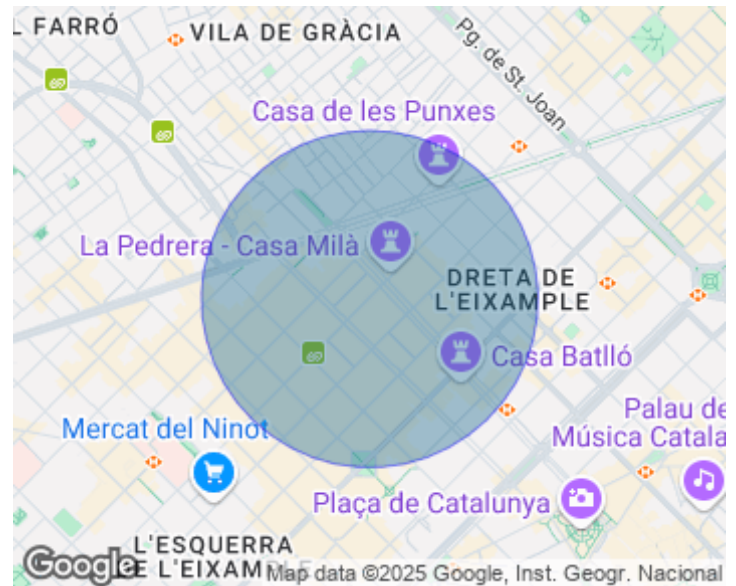 L FARRÓ
VILA DE GRÀCIA
Pg. de St. Joan
Casa de les Punxes
La Pedrera - Casa Milà
DRETA DE
L'EIXAMPLE
Casa Batlló
Mercat del Ninot
Palau de
Música Catala
Plaça de Catalunya
L'ESQUERRA
DE L'EIXAMPLE
Google
Map data ©2025 Google, Inst. Geogr. Nacional